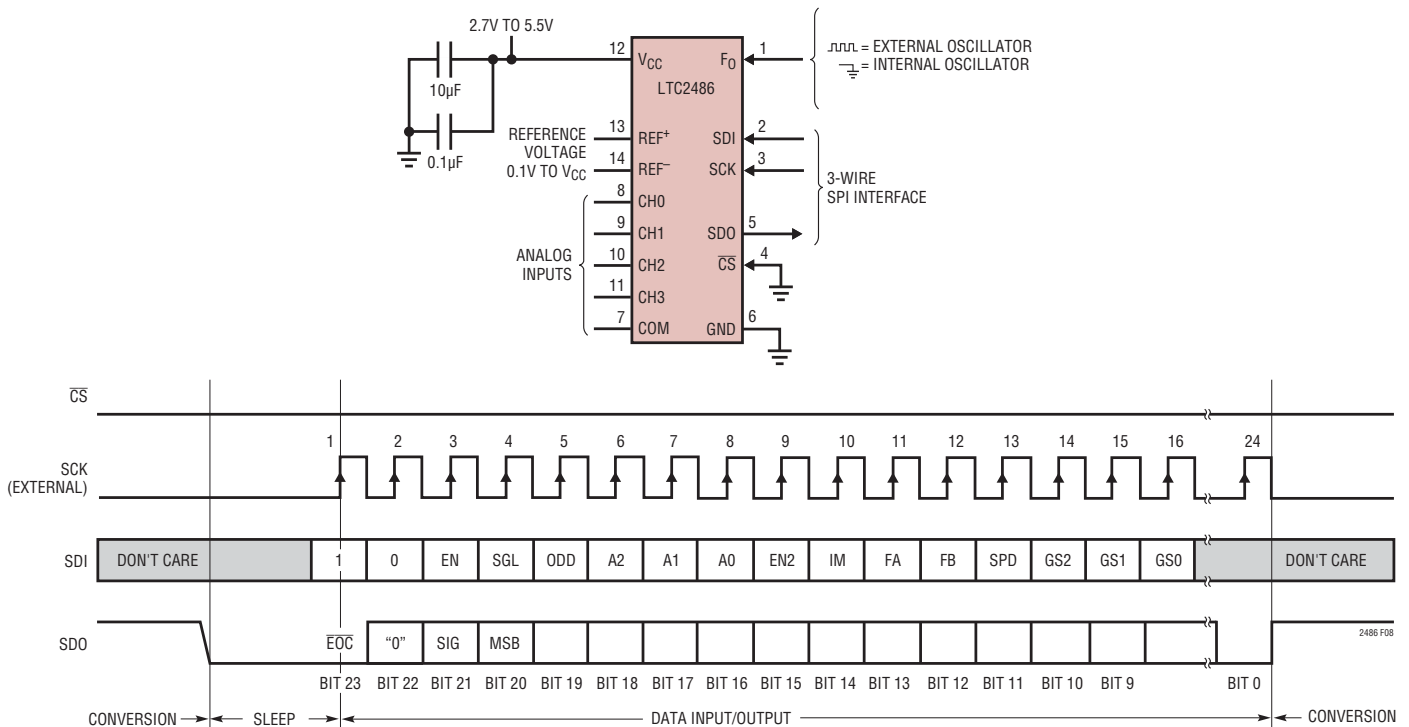 2.7V TO 5.5V
10µF
0.1µF
REFERENCE
VOLTAGE
0.1V TO VCC
ANALOG
INPUTS
12
13
14
8
9
10
11
7
VCC
LTC2486
REF+
REF−
CH0
CH1
CH2
CH3
COM
FO
SDI
SCK
SDO
CS
GND
1
2
3
5
4
6
= EXTERNAL OSCILLATOR
= INTERNAL OSCILLATOR
3-WIRE
SPI INTERFACE
CS
SCK
(EXTERNAL)
1 2 3 4 5 6 7 8 9 10 11 12 13 14 15 16 24
SDI DON'T CARE 1 0 EN SGL ODD A2 A1 A0 EN2 IM FA FB SPD GS2 GS1 GS0 DON'T CARE
SDO EOC “0” SIG MSB
2486 F08
BIT 23 BIT 22 BIT 21 BIT 20 BIT 19 BIT 18 BIT 17 BIT 16 BIT 15 BIT 14 BIT 13 BIT 12 BIT 11 BIT 10 BIT 9 BIT 0
CONVERSION SLEEP DATA INPUT/OUTPUT CONVERSION